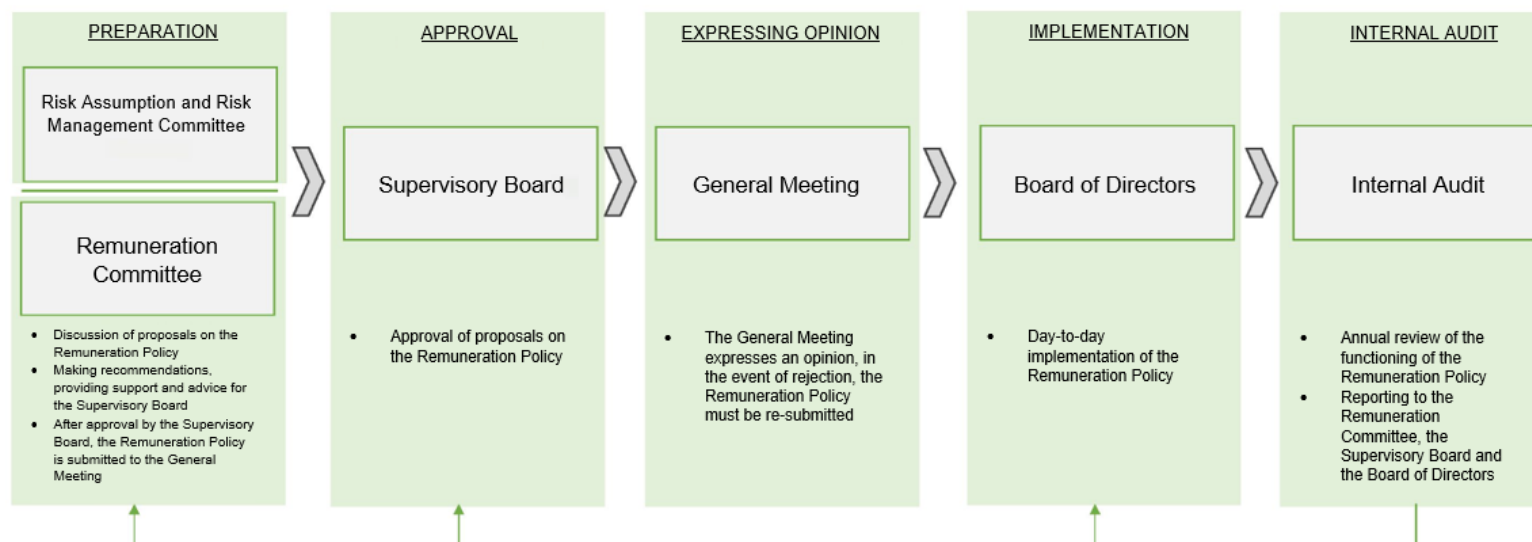 PREPARATION
Risk Assumption and Risk
Management Committee
Remuneration
Committee
• Discussion of proposals on the
Remuneration Policy
• Making recommendations,
providing support and advice for
the Supervisory Board
• After approval by the Supervisory
Board, the Remuneration Policy
is submitted to the General
Meeting
APPROVAL
Supervisory Board
• Approval of proposals on
the Remuneration Policy
EXPRESSING OPINION
General Meeting
• The General Meeting
expresses an opinion, in
the event of rejection, the
Remuneration Policy
must be re-submitted
IMPLEMENTATION
Board of Directors
• Day-to-day
implementation of the
Remuneration Policy
INTERNAL AUDIT
Internal Audit
• Annual review of the
functioning of the
Remuneration Policy
• Reporting to the
Remuneration
Committee, the
Supervisory Board and
the Board of Directors